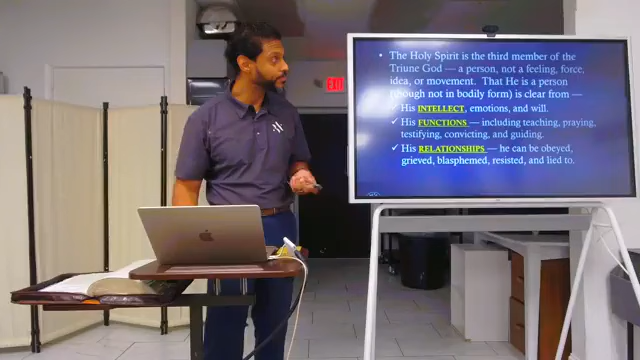 EXIT
• The Holy Spirit is the third member of the
Triune God — a person, not a feeling, force,
idea, or movement. That He is a person
(though not in bodily form) is clear from —
✓ His INTELLECT, emotions, and will.
✓ His FUNCTIONS — including teaching, praying,
testifying, convicting, and guiding.
✓ His RELATIONSHIPS — he can be obeyed,
grieved, blasphemed, resisted, and lied to.